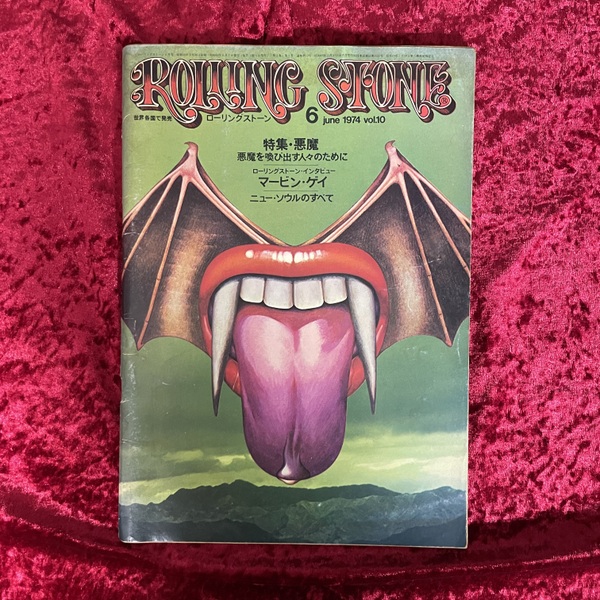 ROLLING STONE
世界各国で発売
ローリングストーン
6 june 1974 vol.10
特集・悪魔
悪魔を喚び出す人々のために
ローリングストーン・インタビュー
マービン・ゲイ
ニュー・ソウルのすべて